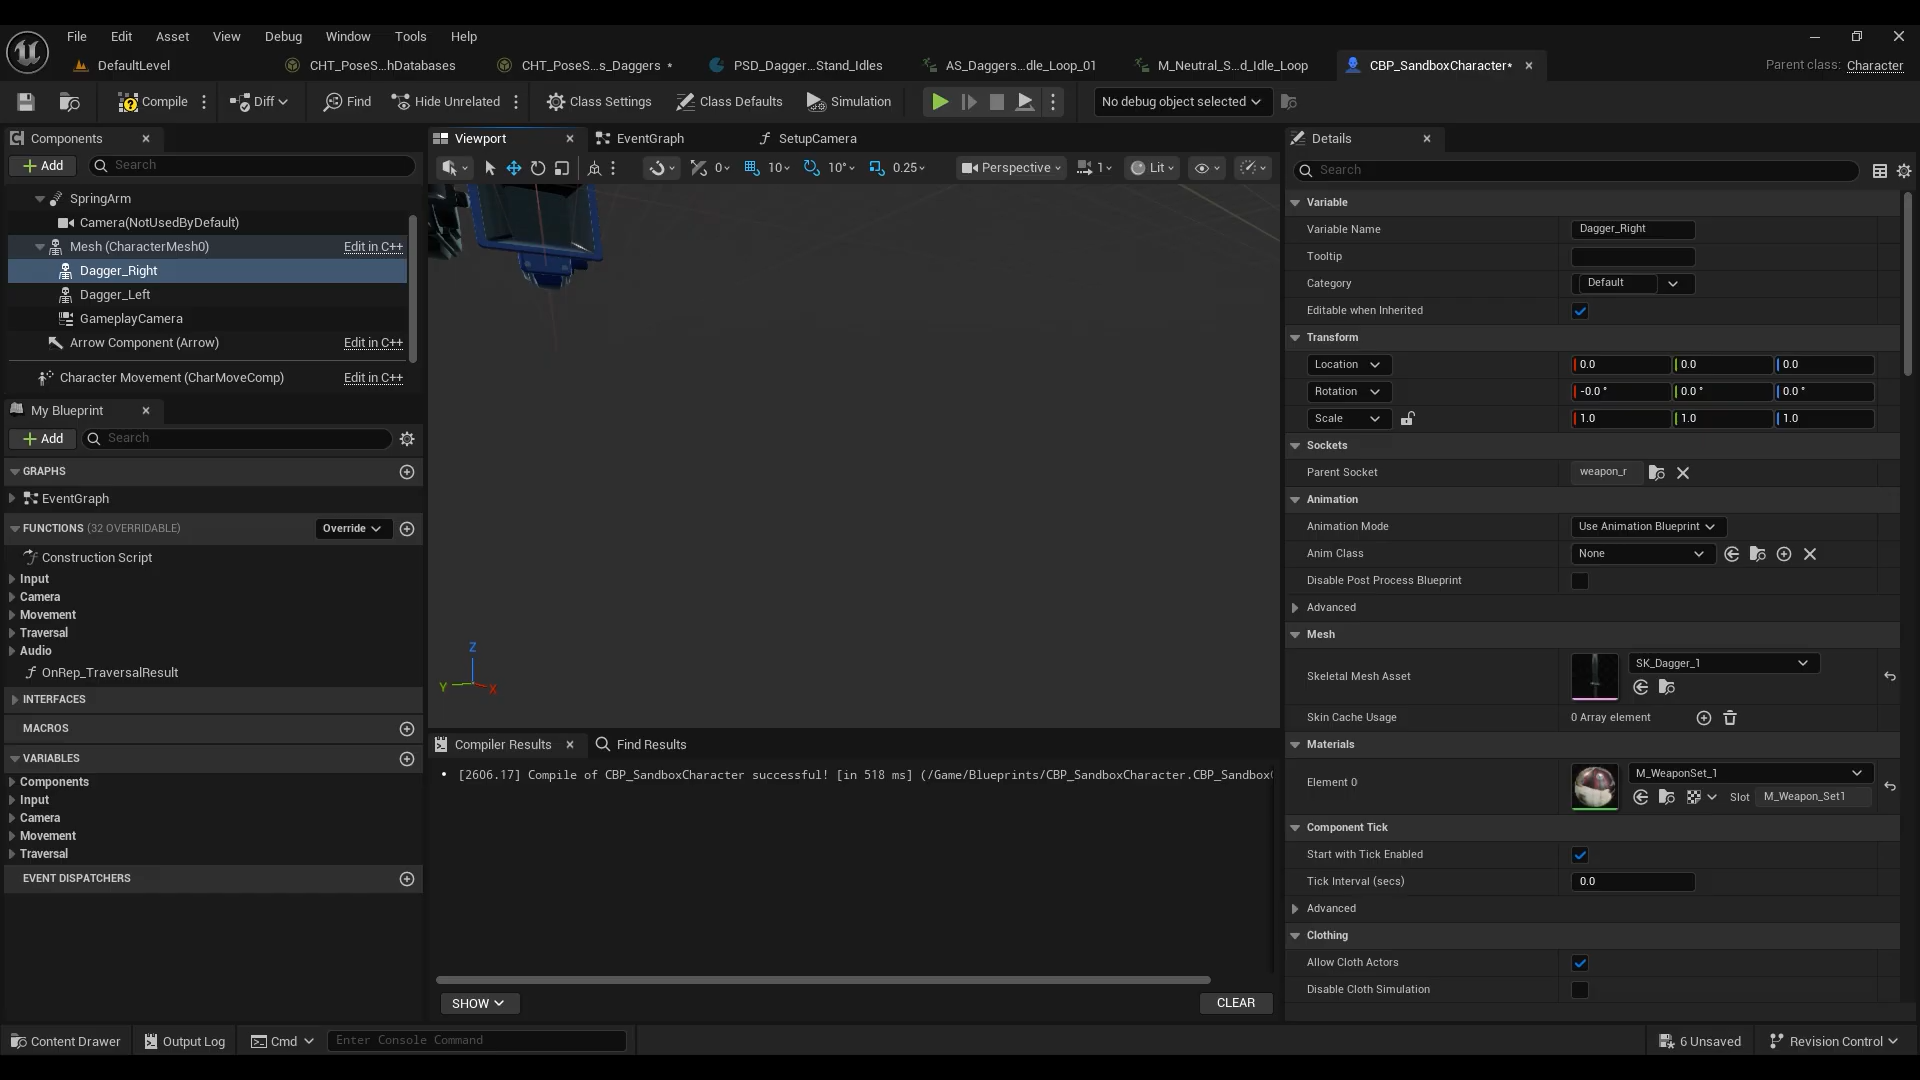 File Edit Asset View Debug Window Tools Help
DefaultLevel CHT_PoseS...hDatabases CHT_PoseS...s_Daggers * PSD_Dagger...Stand_Idles AS_Daggers...dle_Loop_01 M_Neutral_S...d_Idle_Loop CBP_SandboxCharacter* Parent class: Character
Compile Diff Find Hide Unrelated Class Settings Class Defaults Simulation No debug object selected
Components
Add Search
SpringArm
Camera(NotUsedByDefault)
Mesh (CharacterMesh0) Edit in C++
Dagger_Right
Dagger_Left
GameplayCamera
Arrow Component (Arrow) Edit in C++
Character Movement (CharMoveComp) Edit in C++
My Blueprint
Add Search
GRAPHS
EventGraph
FUNCTIONS (32 OVERRIDABLE) Override
Construction Script
Input
Camera
Movement
Traversal
Audio
OnRep_TraversalResult
INTERFACES
MACROS
VARIABLES
Components
Input
Camera
Movement
Traversal
EVENT DISPATCHERS
Viewport EventGraph SetupCamera
0 10 10° 0.25 Perspective 1 Lit
Z
Y X
Compiler Results Find Results
[2606.17] Compile of CBP_SandboxCharacter successful! [in 518 ms] (/Game/Blueprints/CBP_SandboxCharacter.CBP_Sandbox
SHOW CLEAR
Details
Search
Variable
Variable Name Dagger_Right
Tooltip
Category Default
Editable when Inherited
Transform
Location 0.0 0.0 0.0
Rotation -0.0 ° 0.0 ° 0.0 °
Scale 1.0 1.0 1.0
Sockets
Parent Socket weapon_r
Animation
Animation Mode Use Animation Blueprint
Anim Class None
Disable Post Process Blueprint
Advanced
Mesh
Skeletal Mesh Asset SK_Dagger_1
Skin Cache Usage 0 Array element
Materials
Element 0 M_WeaponSet_1
Slot M_Weapon_Set1
Component Tick
Start with Tick Enabled
Tick Interval (secs) 0.0
Advanced
Clothing
Allow Cloth Actors
Disable Cloth Simulation
Content Drawer Output Log Cmd Enter Console Command 6 Unsaved Revision Control